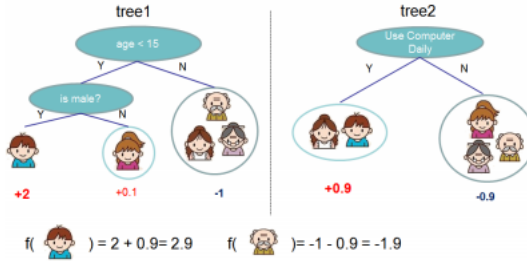 tree1
tree2
age < 15
Use Computer
Daily
Y
N
Y
N
is male?
Y
N
+2
+0.1
-1
+0.9
-0.9
f( ) = 2 + 0.9= 2.9
f( )= -1 - 0.9 = -1.9